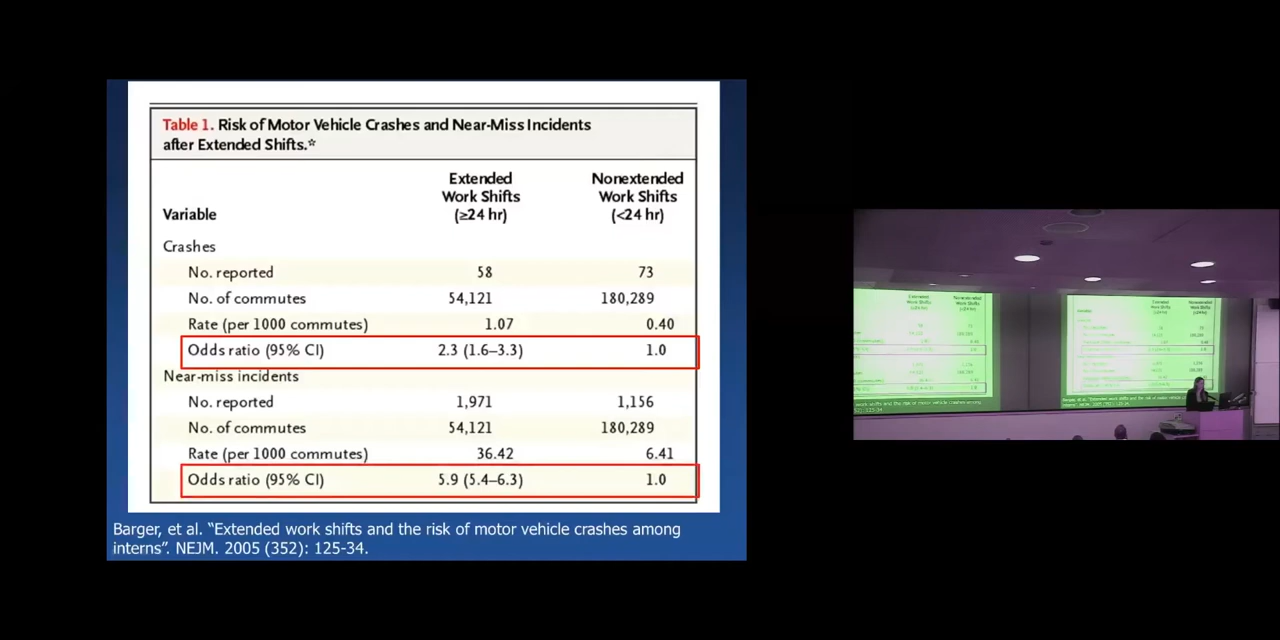 Table 1. Risk of Motor Vehicle Crashes and Near-Miss Incidents
after Extended Shifts.*
Variable Extended Work Shifts (≥24 hr) Nonextended Work Shifts (<24 hr)
Crashes
No. reported 58 73
No. of commutes 54,121 180,289
Rate (per 1000 commutes) 1.07 0.40
Odds ratio (95% CI) 2.3 (1.6–3.3) 1.0
Near-miss incidents
No. reported 1,971 1,156
No. of commutes 54,121 180,289
Rate (per 1000 commutes) 36.42 6.41
Odds ratio (95% CI) 5.9 (5.4–6.3) 1.0
Barger, et al. “Extended work shifts and the risk of motor vehicle crashes among
interns”. NEJM. 2005 (352): 125-34.